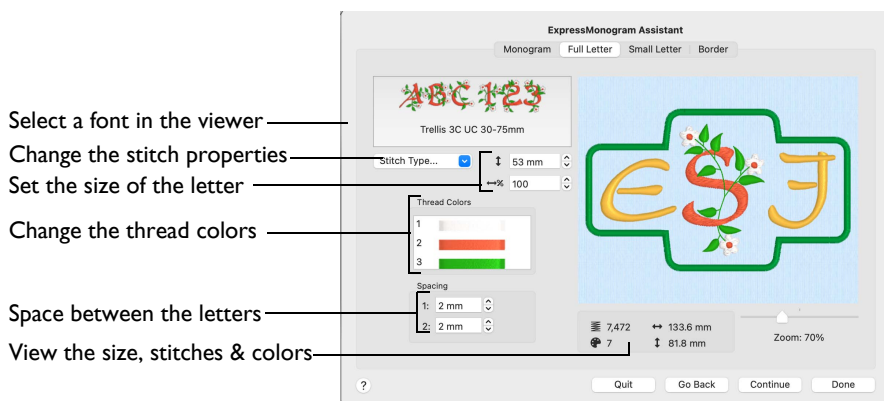 ExpressMonogram Assistant
Monogram Full Letter Small Letter Border
ABC123
Trellis 3C UC 30-75mm
Select a font in the viewer
Change the stitch properties
Stitch Type...
53 mm
Set the size of the letter
% 100
Thread Colors
1
2
3
Change the thread colors
Spacing
1: 2 mm
2: 2 mm
Space between the letters
View the size, stitches & colors
ESJ
7,472 133.6 mm
7 81.8 mm
Zoom: 70%
? Quit Go Back Continue Done